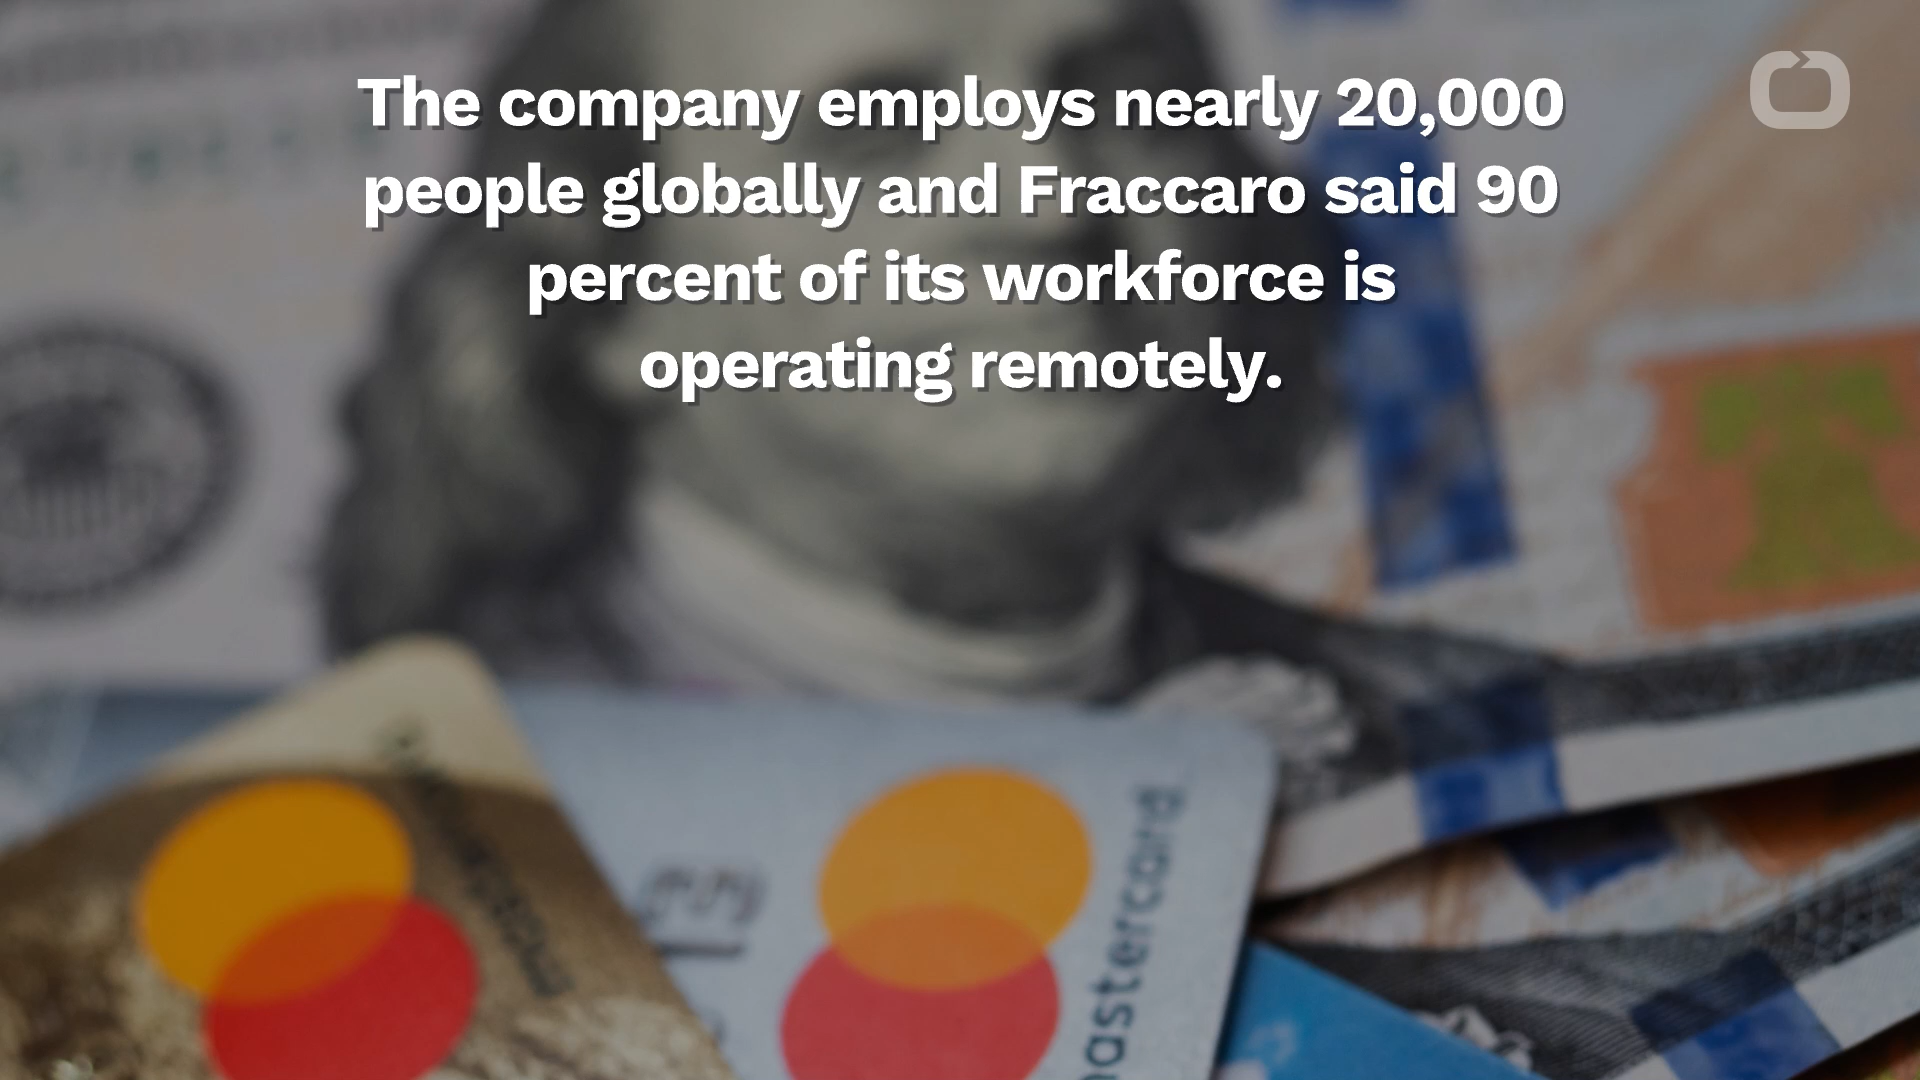 The company employs nearly 20,000
people globally and Fraccaro said 90
percent of its workforce is
operating remotely.
mastercard.